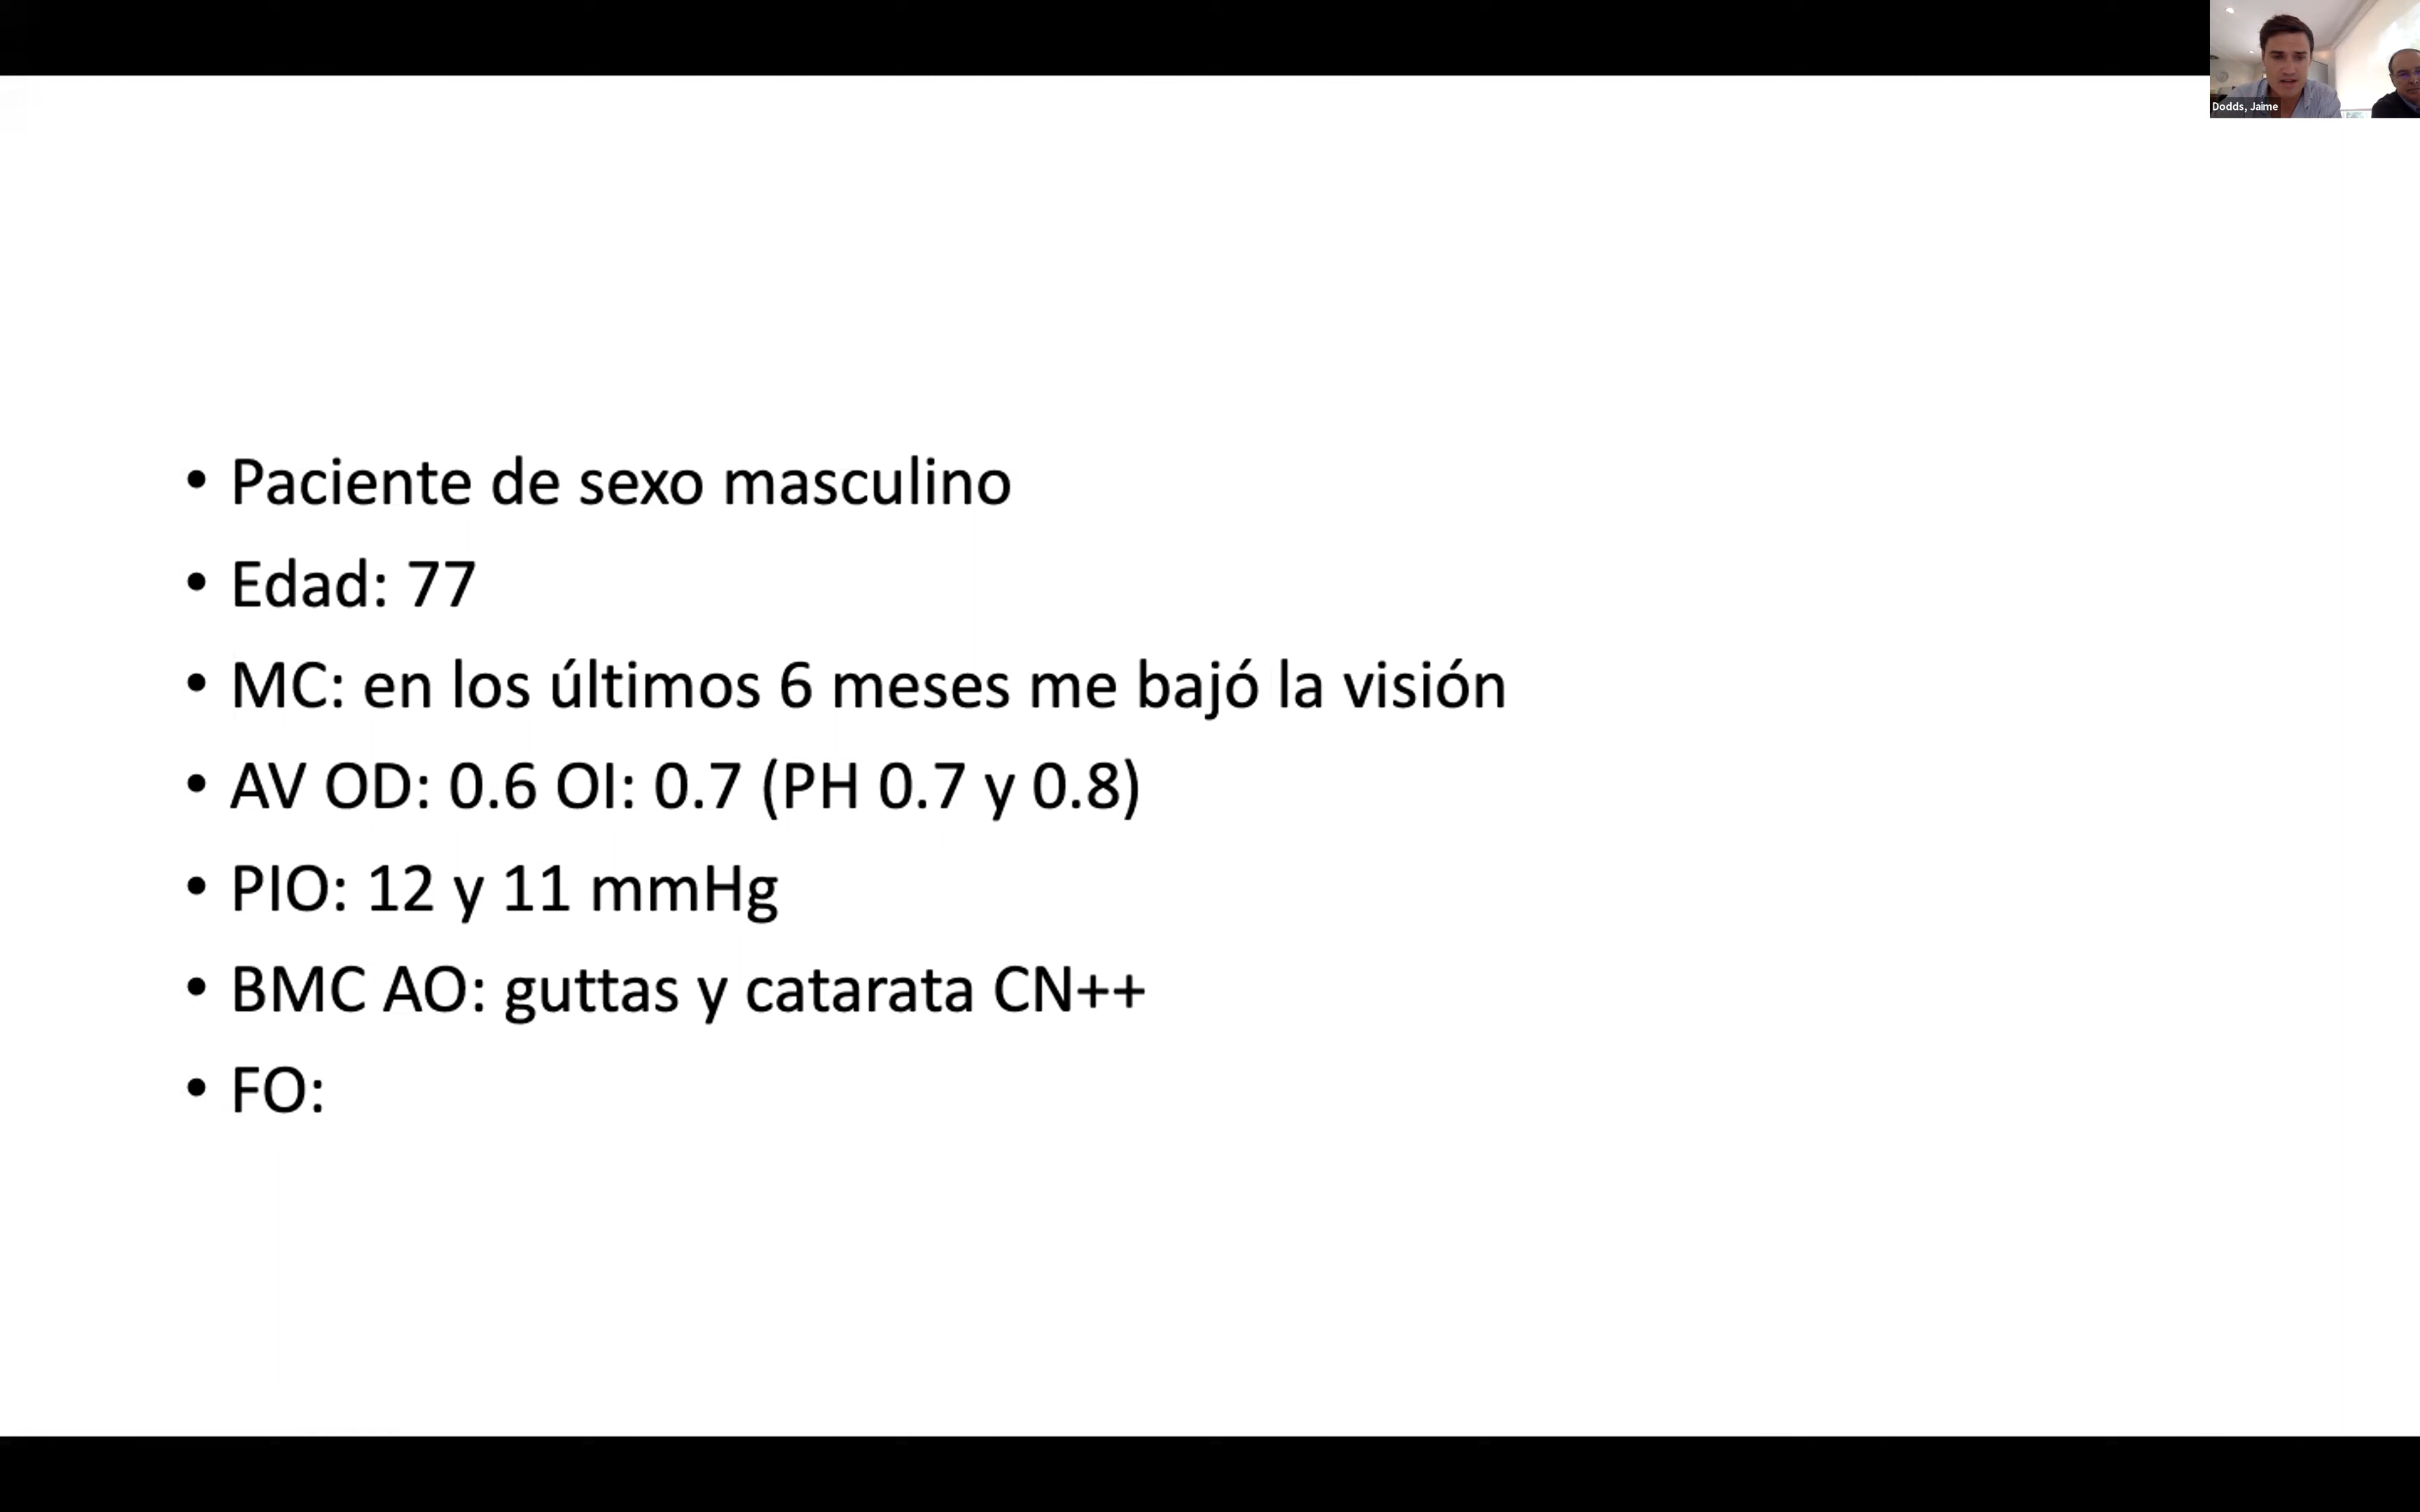 Dodds, Jaime
• Paciente de sexo masculino
• Edad: 77
• MC: en los últimos 6 meses me bajó la visión
• AV OD: 0.6 OI: 0.7 (PH 0.7 y 0.8)
• PIO: 12 y 11 mmHg
• BMC AO: guttas y catarata CN++
• FO: